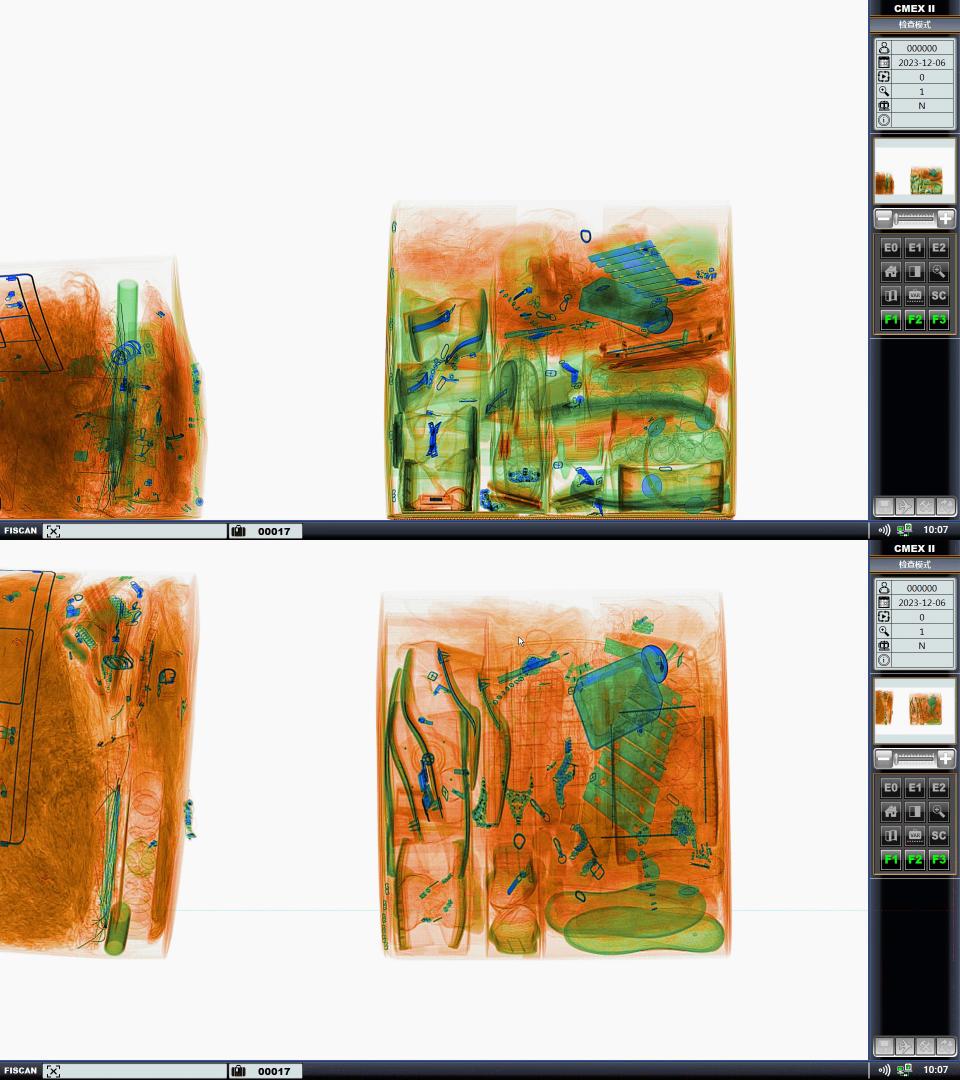 CMEX II
检查模式
000000
2023-12-06
0
1
N
E0 E1 E2
VAR SC
F1 F2 F3
FISCAN 00017 10:07
CMEX II
检查模式
000000
2023-12-06
0
1
N
E0 E1 E2
VAR SC
F1 F2 F3
FISCAN 00017 10:07